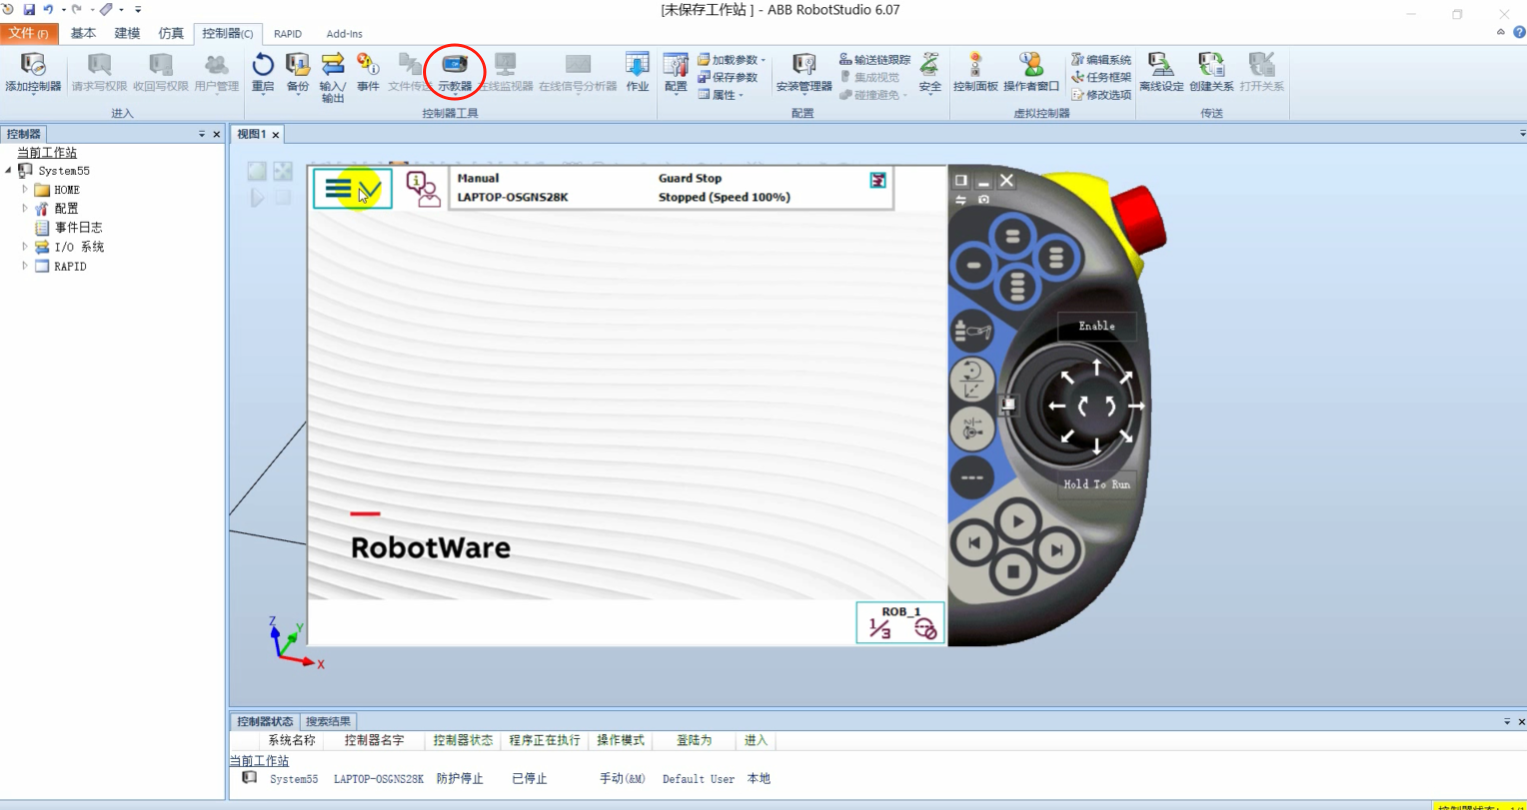 [未保存工作站 ] - ABB RobotStudio 6.07
文件(F) 基本 建模 仿真 控制器(C) RAPID Add-Ins
添加控制器 请求写权限 收回写权限 用户管理 重启 备份 输入/ 事件 文件传送 示教器 在线监视器 在线信号分析器 作业 配置 加载参数 安装管理器 输送链跟踪 安全 控制面板 操作者窗口 编辑系统 离线设定 创建关系 打开关系
输出 保存参数 集成视觉 任务框架
属性 碰撞避免 修改选项
进入 控制器工具 配置 虚拟控制器 传送
控制器
当前工作站
System55
HOME
配置
事件日志
I/O 系统
RAPID
视图1
Manual Guard Stop
LAPTOP-OSGNS28K Stopped (Speed 100%)
Enable
Hold To Run
RobotWare
ROB_1
1/3
Z
Y
X
控制器状态 搜索结果
系统名称 控制器名字 控制器状态 程序正在执行 操作模式 登陆为 进入
当前工作站
System55 LAPTOP-OSGNS28K 防护停止 已停止 手动(&M) Default User 本地